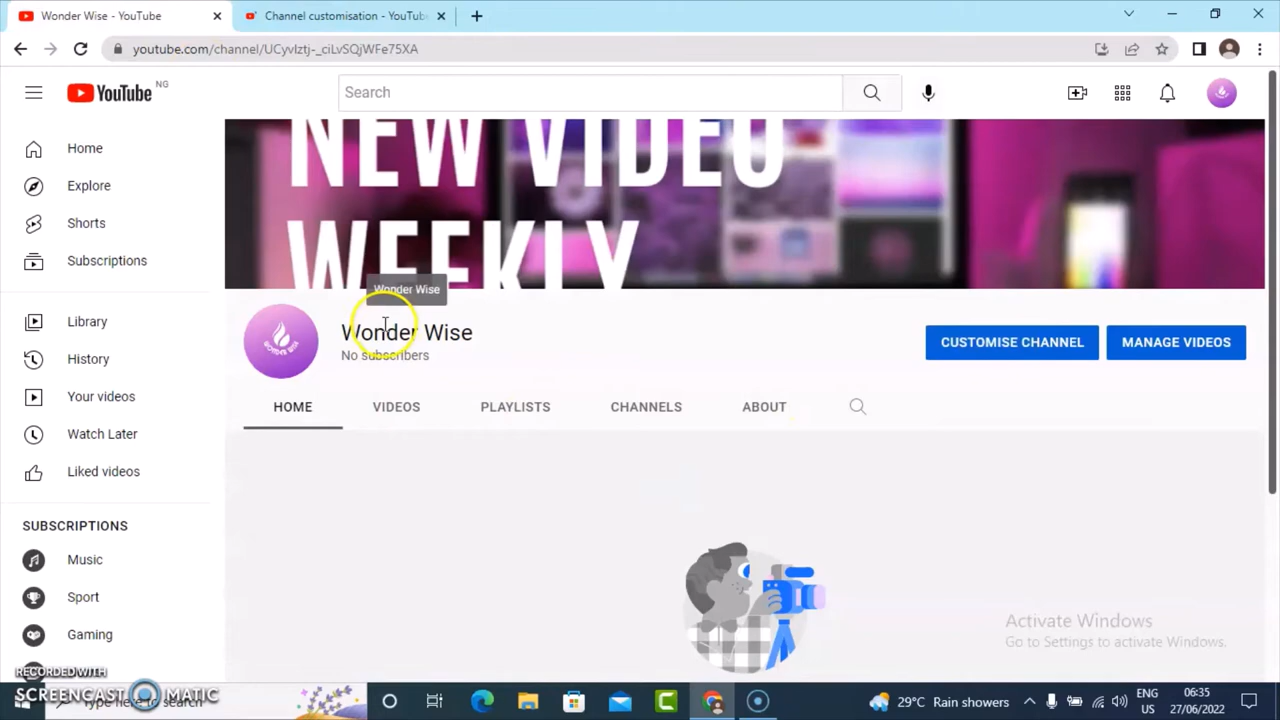 Wonder Wise - YouTube
Channel customisation - YouTube
youtube.com/channel/UCyvIztj-_ciLvSQjWFe75XA
YouTube NG
Search
Home
Explore
Shorts
Subscriptions
Library
History
Your videos
Watch Later
Liked videos
SUBSCRIPTIONS
Music
Sport
Gaming
NEW VIDEO
WEEKLY
Wonder Wise
WONDER WISE
Wonder Wise
No subscribers
CUSTOMISE CHANNEL
MANAGE VIDEOS
HOME
VIDEOS
PLAYLISTS
CHANNELS
ABOUT
Activate Windows
Go to Settings to activate Windows.
RECORDED WITH
SCREENCAST MATIC
Type here to search
29°C Rain showers
ENG
US
06:35
27/06/2022